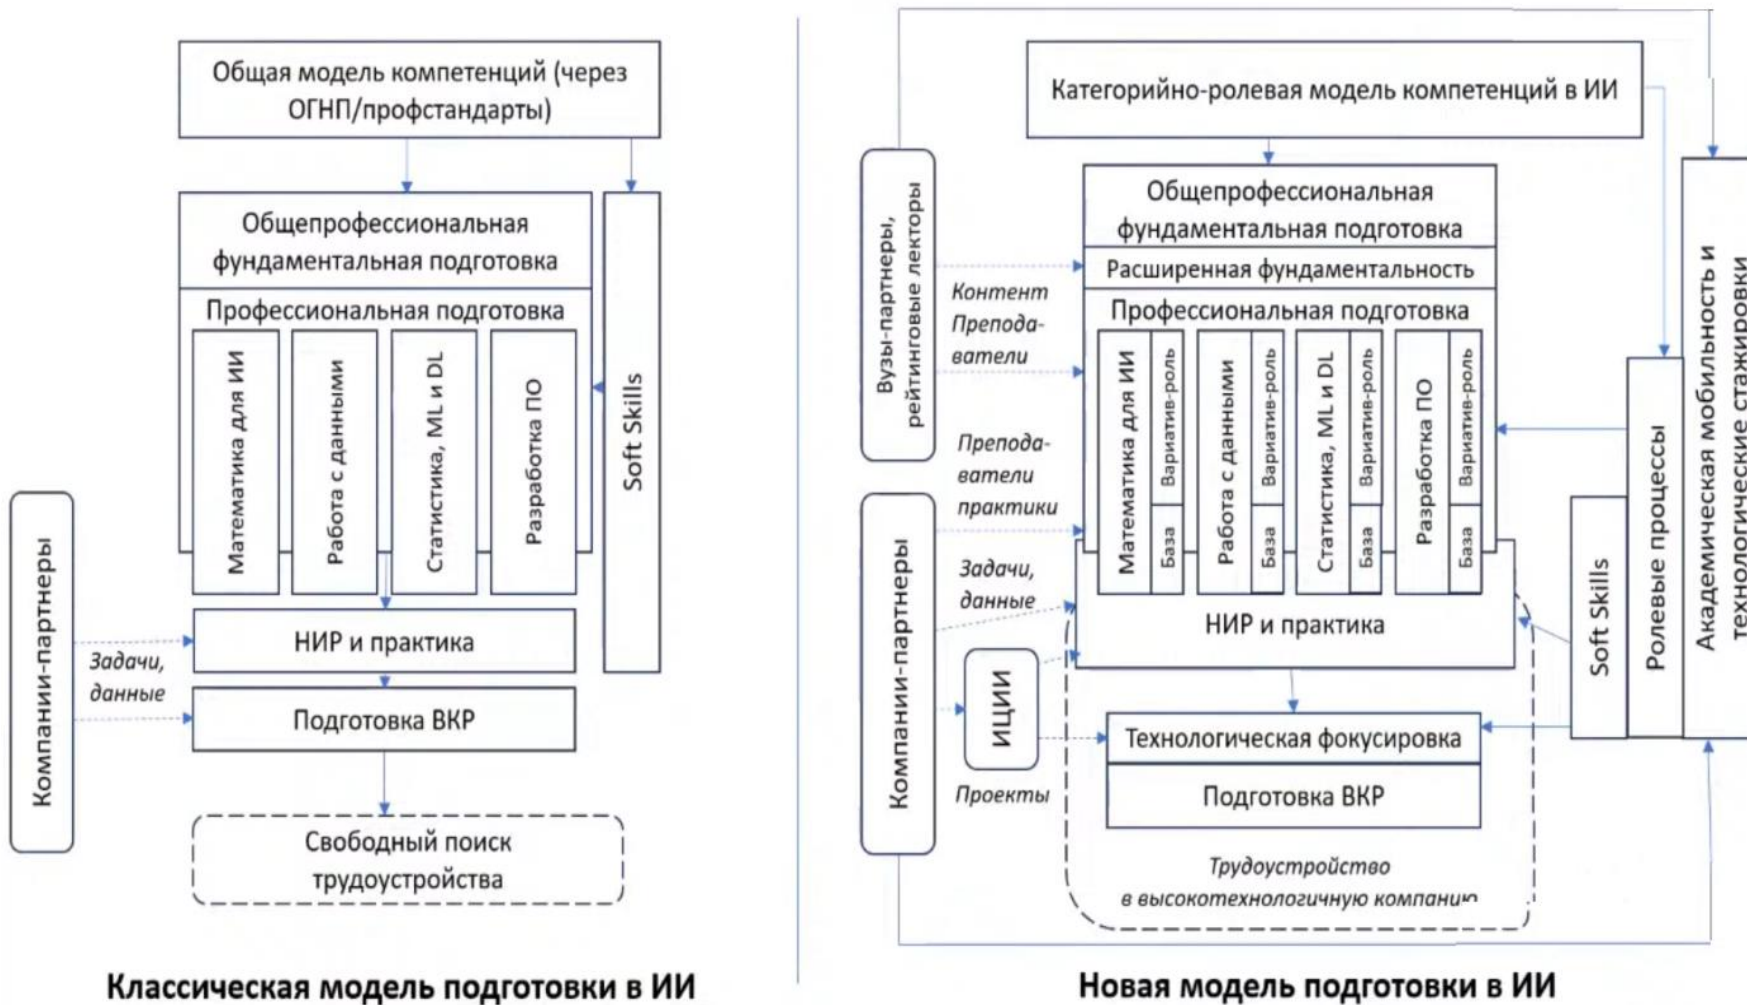 Общая модель компетенций (через
ОГНП/профстандарты)
Общепрофессиональная
фундаментальная подготовка
Профессиональная подготовка
Математика для ИИ
Работа с данными
Статистика, ML и DL
Разработка ПО
Soft Skills
Компании-партнеры
Задачи,
данные
НИР и практика
Подготовка ВКР
Свободный поиск
трудоустройства
Классическая модель подготовки в ИИ
Категорийно-ролевая модель компетенций в ИИ
Вузы-партнеры,
рейтинговые лекторы
Общепрофессиональная
фундаментальная подготовка
Расширенная фундаментальность
Контент
Препода-
ватели
Профессиональная подготовка
Математика для ИИ
Вариатив-роль
База
Работа с данными
Вариатив-роль
База
Статистика, ML и DL
Вариатив-роль
База
Разработка ПО
Вариатив-роль
База
Препода-
ватели
практики
Компании-партнеры
Задачи,
данные
НИР и практика
ИЦИИ
Проекты
Технологическая фокусировка
Подготовка ВКР
Трудоустройство
в высокотехнологичную компанию
Soft Skills
Ролевые процессы
Академическая мобильность и
технологические стажировки
Новая модель подготовки в ИИ